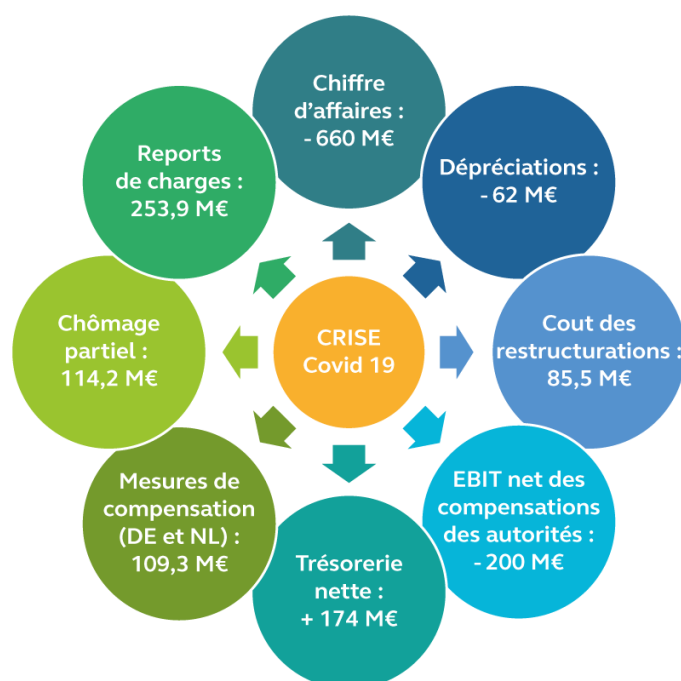 Chiffre
d'affaires :
- 660 M€
Dépréciations :
- 62 M€
Cout des
restructurations :
85,5 M€
EBIT net des
compensations
des autorités :
- 200 M€
Trésorerie
nette :
+ 174 M€
Mesures de
compensation
(DE et NL) :
109,3 M€
Chômage
partiel :
114,2 M€
Reports
de charges :
253,9 M€
CRISE
Covid 19